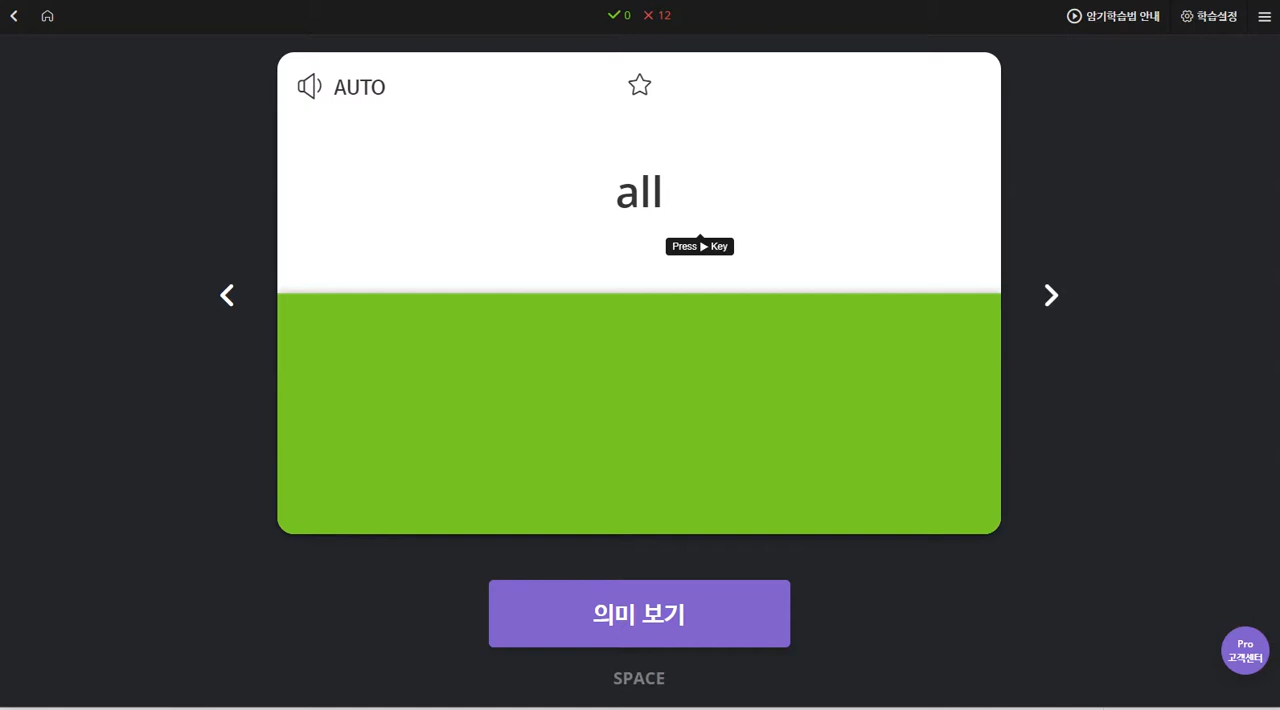 0 12 암기학습법 안내 학습설정
AUTO
all
Press ▶ Key
의미 보기
SPACE
Pro
고객센터